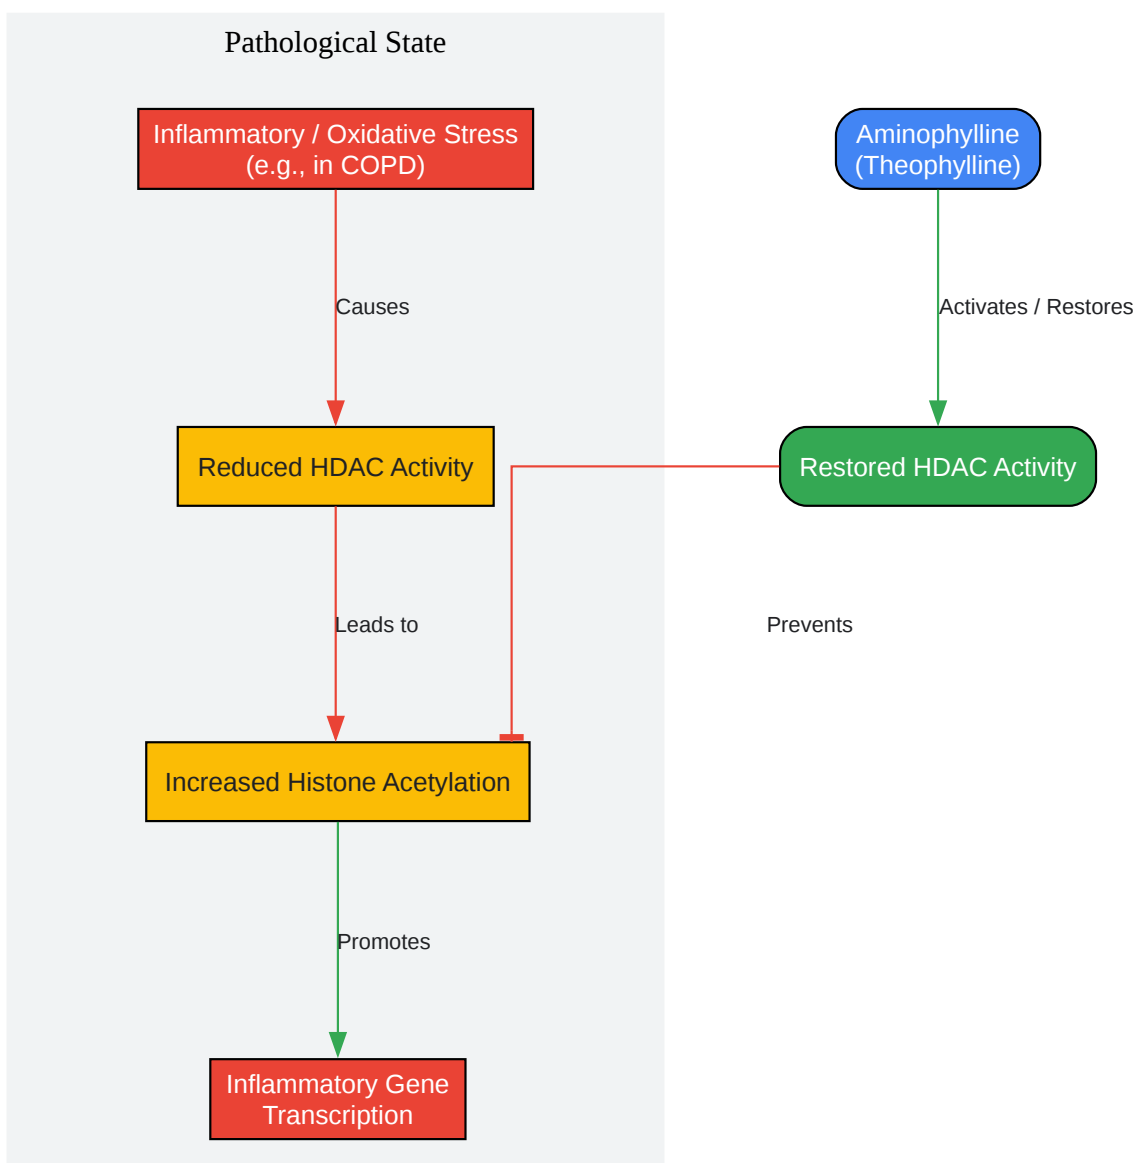 Pathological State
Inflammatory / Oxidative Stress
(e.g., in COPD)
Aminophylline
(Theophylline)
Causes
Activates / Restores
Reduced HDAC Activity
Restored HDAC Activity
Leads to
Prevents
Increased Histone Acetylation
Promotes
Inflammatory Gene
Transcription